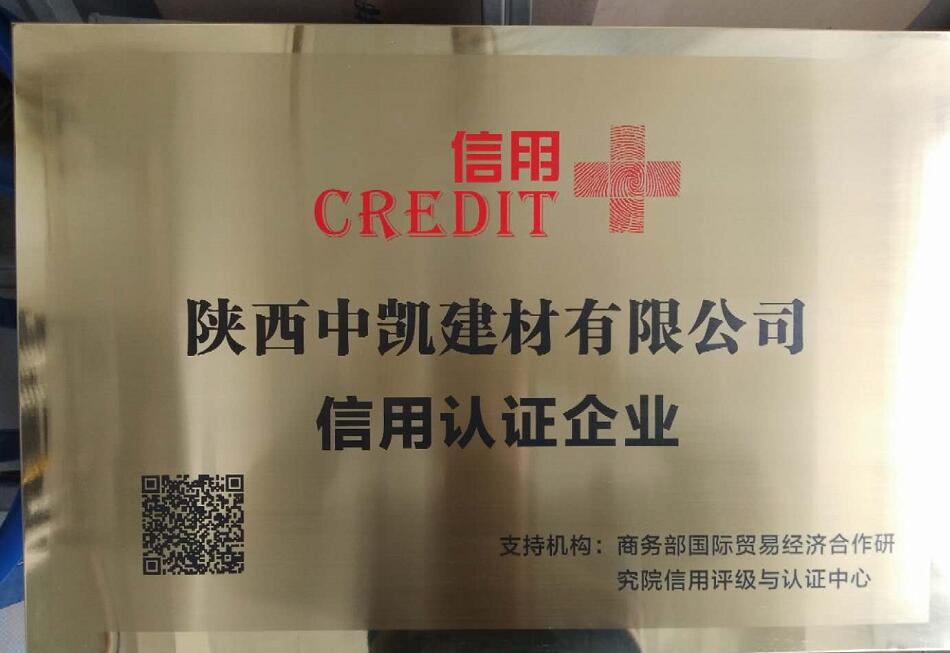 信用
CREDIT
陕西中凯建材有限公司
信用认证企业
支持机构：商务部国际贸易经济合作研
究院信用评级与认证中心